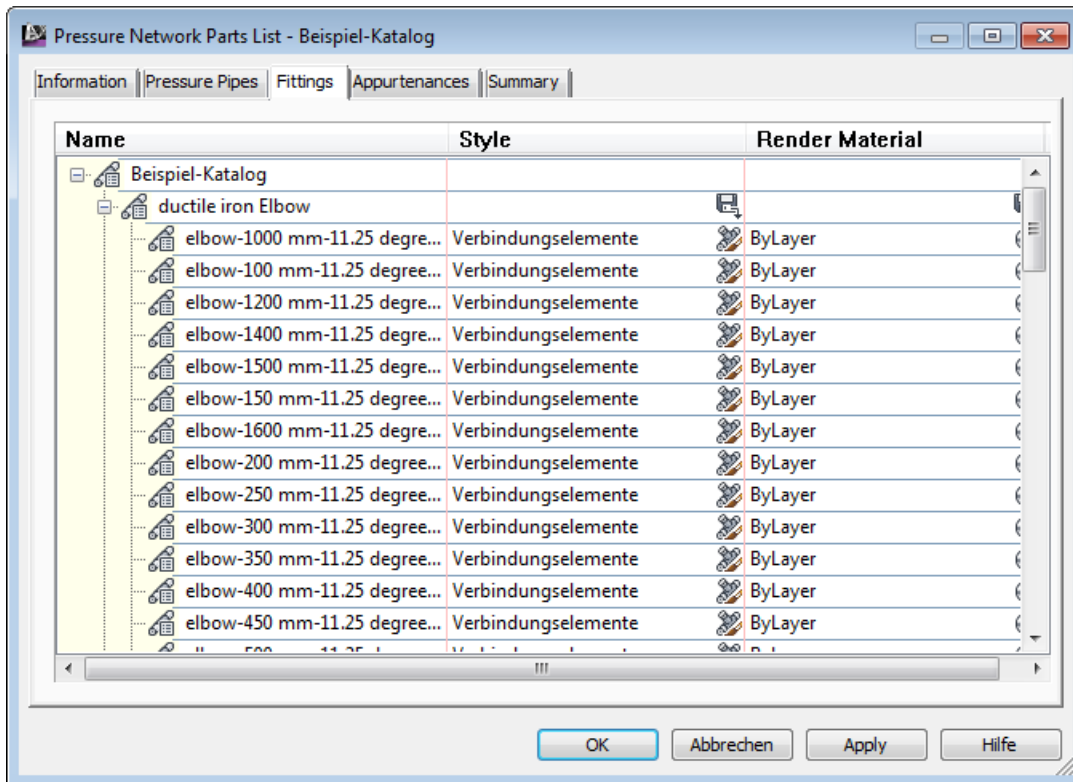 Pressure Network Parts List - Beispiel-Katalog
Information Pressure Pipes Fittings Appurtenances Summary
Name Style Render Material
Beispiel-Katalog
ductile iron Elbow
elbow-1000 mm-11.25 degre... Verbindungselemente ByLayer
elbow-100 mm-11.25 degree... Verbindungselemente ByLayer
elbow-1200 mm-11.25 degre... Verbindungselemente ByLayer
elbow-1400 mm-11.25 degre... Verbindungselemente ByLayer
elbow-1500 mm-11.25 degre... Verbindungselemente ByLayer
elbow-150 mm-11.25 degree... Verbindungselemente ByLayer
elbow-1600 mm-11.25 degre... Verbindungselemente ByLayer
elbow-200 mm-11.25 degree... Verbindungselemente ByLayer
elbow-250 mm-11.25 degree... Verbindungselemente ByLayer
elbow-300 mm-11.25 degree... Verbindungselemente ByLayer
elbow-350 mm-11.25 degree... Verbindungselemente ByLayer
elbow-400 mm-11.25 degree... Verbindungselemente ByLayer
elbow-450 mm-11.25 degree... Verbindungselemente ByLayer
OK Abbrechen Apply Hilfe